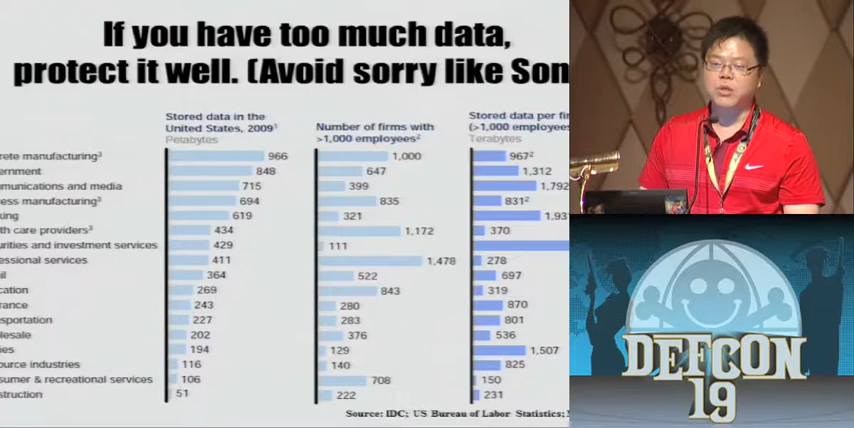 If you have too much data,
protect it well. (Avoid sorry like Son
Stored data in the
United States, 2009¹
Petabytes
Number of firms with
>1,000 employees²
Stored data per fi
(>1,000 employees
Terabytes
rete manufacturing³ 966 1,000 967²
ernment 848 647 1,312
munications and media 715 399 1,792
ess manufacturing³ 694 835 831²
king 619 321 1,93
th care providers³ 434 1,172 370
urities and investment services 429 111
essional services 411 1,478 278
il 364 522 697
cation 269 843 319
rance 243 280 870
sportation 227 283 801
lesale 202 376 536
ies 194 129 1,507
ource industries 116 140 825
sumer & recreational services 106 708 150
struction 51 222 231
Source: IDC; US Bureau of Labor Statistics;
DEFCON
19